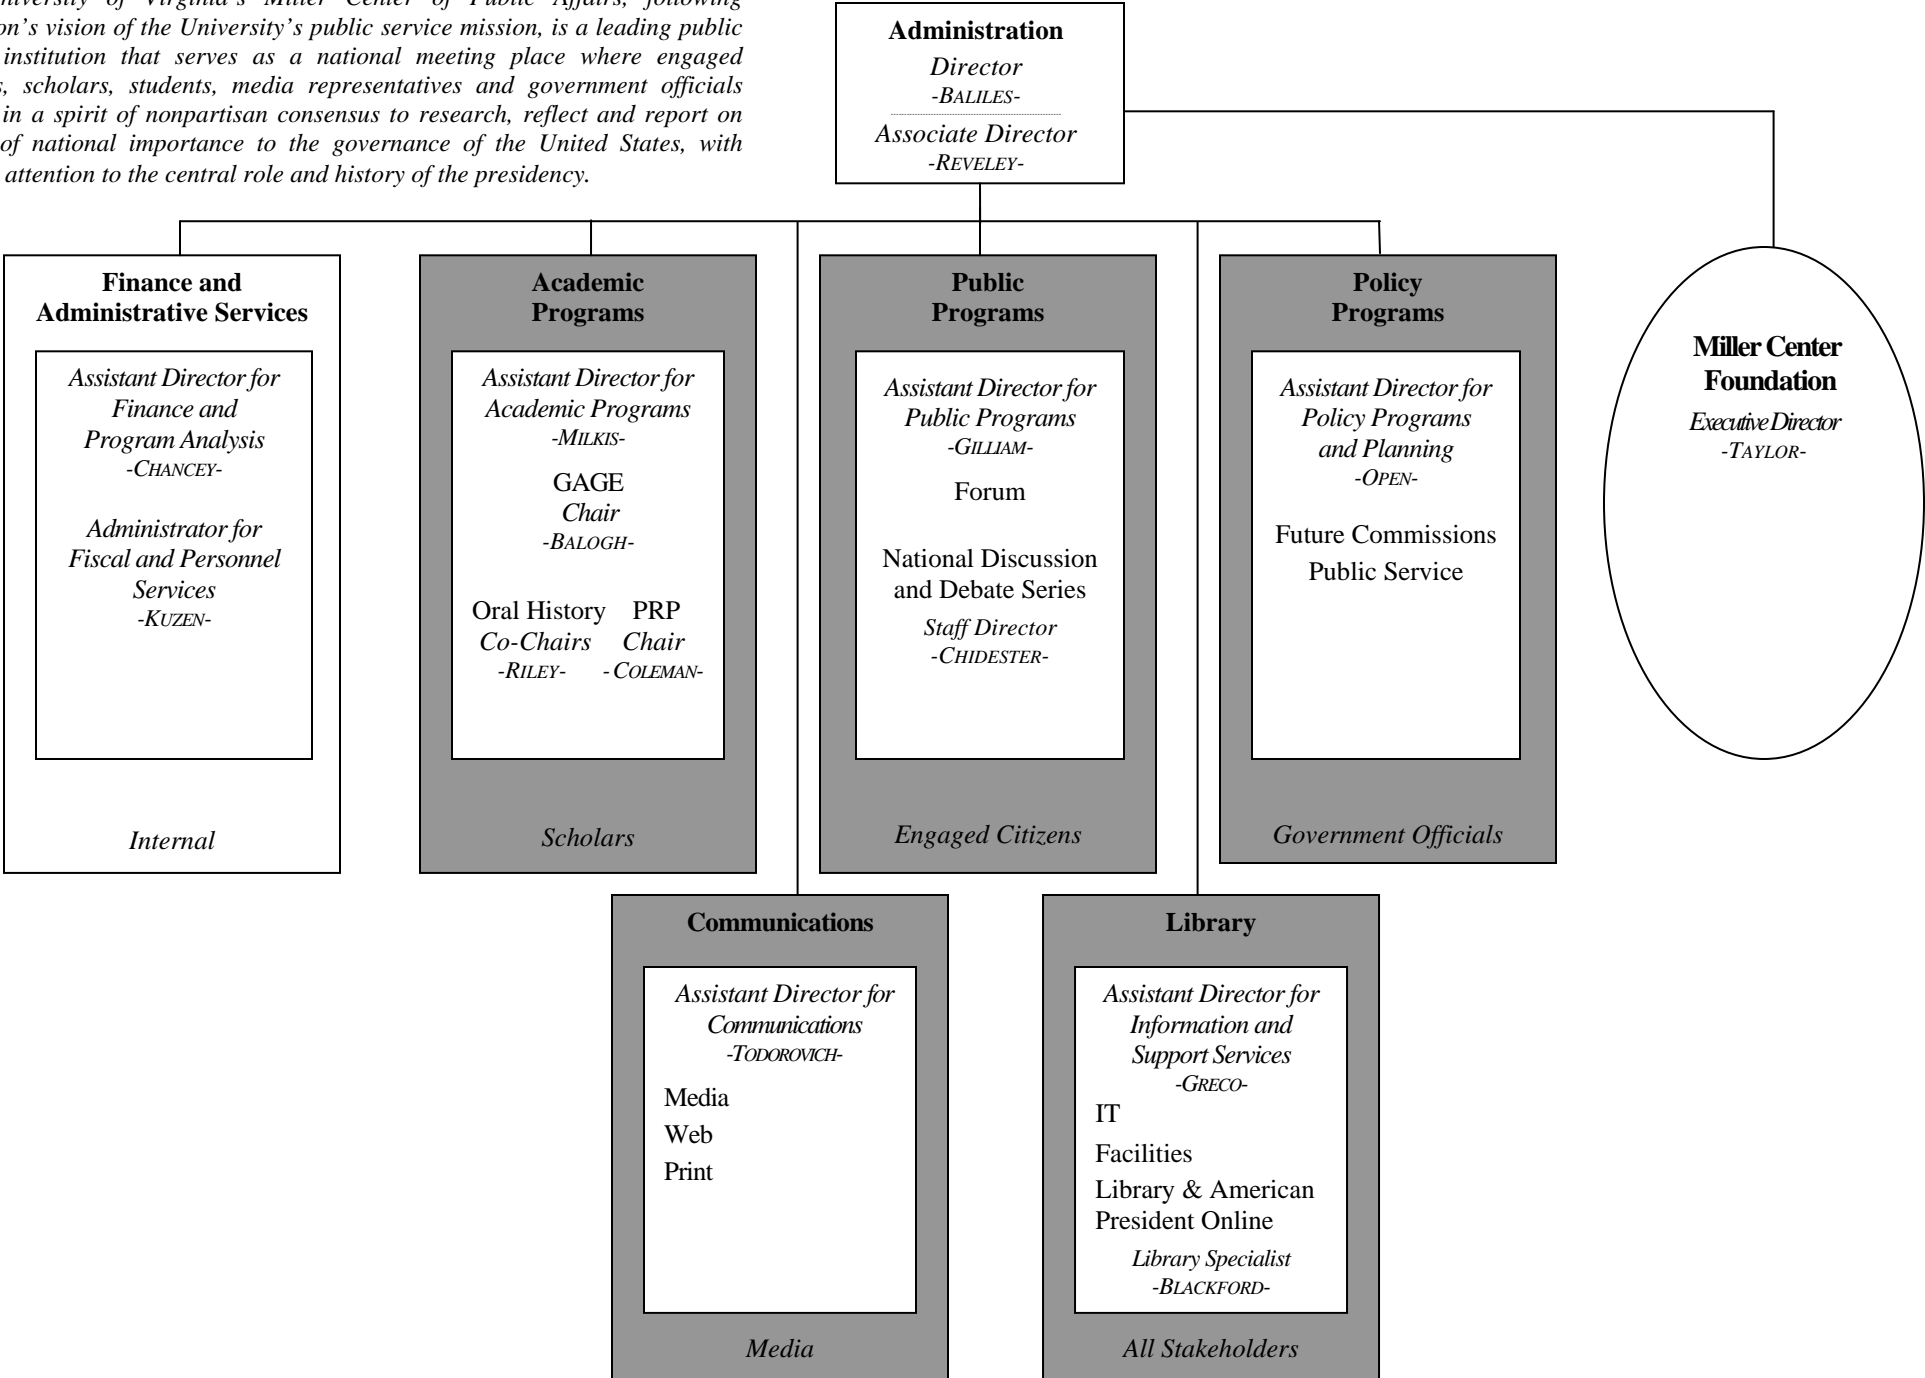 University of Virginia's Miller Center of Public Affairs, following
vision of the University's public service mission, is a leading public
institution that serves as a national meeting place where engaged
scholars, students, media representatives and government officials
in a spirit of nonpartisan consensus to research, reflect and report on
of national importance to the governance of the United States, with
attention to the central role and history of the presidency.
Administration
Director
-BALILES-
Associate Director
-REVELEY-
Finance and
Administrative Services
Assistant Director for
Finance and
Program Analysis
-CHANCEY-
Administrator for
Fiscal and Personnel
Services
-KUZEN-
Internal
Academic
Programs
Assistant Director for
Academic Programs
-MILKIS-
GAGE
Chair
-BALOGH-
Oral History PRP
Co-Chairs Chair
-RILEY- -COLEMAN-
Scholars
Public
Programs
Assistant Director for
Public Programs
-GILLIAM-
Forum
National Discussion
and Debate Series
Staff Director
-CHIDESTER-
Engaged Citizens
Policy
Programs
Assistant Director for
Policy Programs
and Planning
-OPEN-
Future Commissions
Public Service
Government Officials
Miller Center
Foundation
Executive Director
-TAYLOR-
Communications
Assistant Director for
Communications
-TODOROVICH-
Media
Web
Print
Media
Library
Assistant Director for
Information and
Support Services
-GRECO-
IT
Facilities
Library & American
President Online
Library Specialist
-BLACKFORD-
All Stakeholders